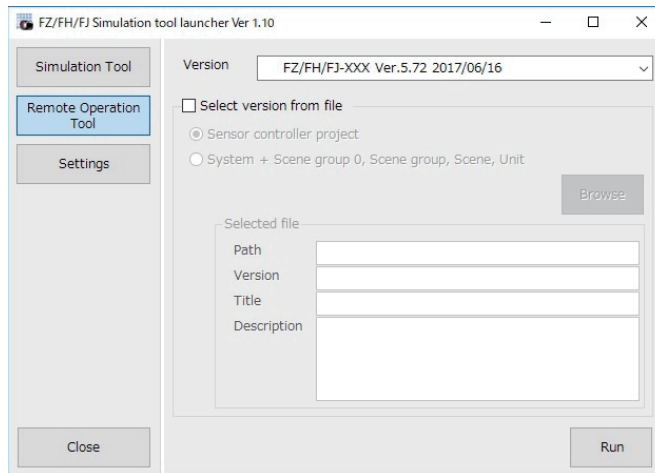 FZ/FH/FJ Simulation tool launcher Ver 1.10
Simulation Tool
Remote Operation
Tool
Settings
Close
Version
FZ/FH/FJ-XXX Ver.5.72 2017/06/16
Select version from file
Sensor controller project
System + Scene group 0, Scene group, Scene, Unit
Browse
Selected file
Path
Version
Title
Description
Run